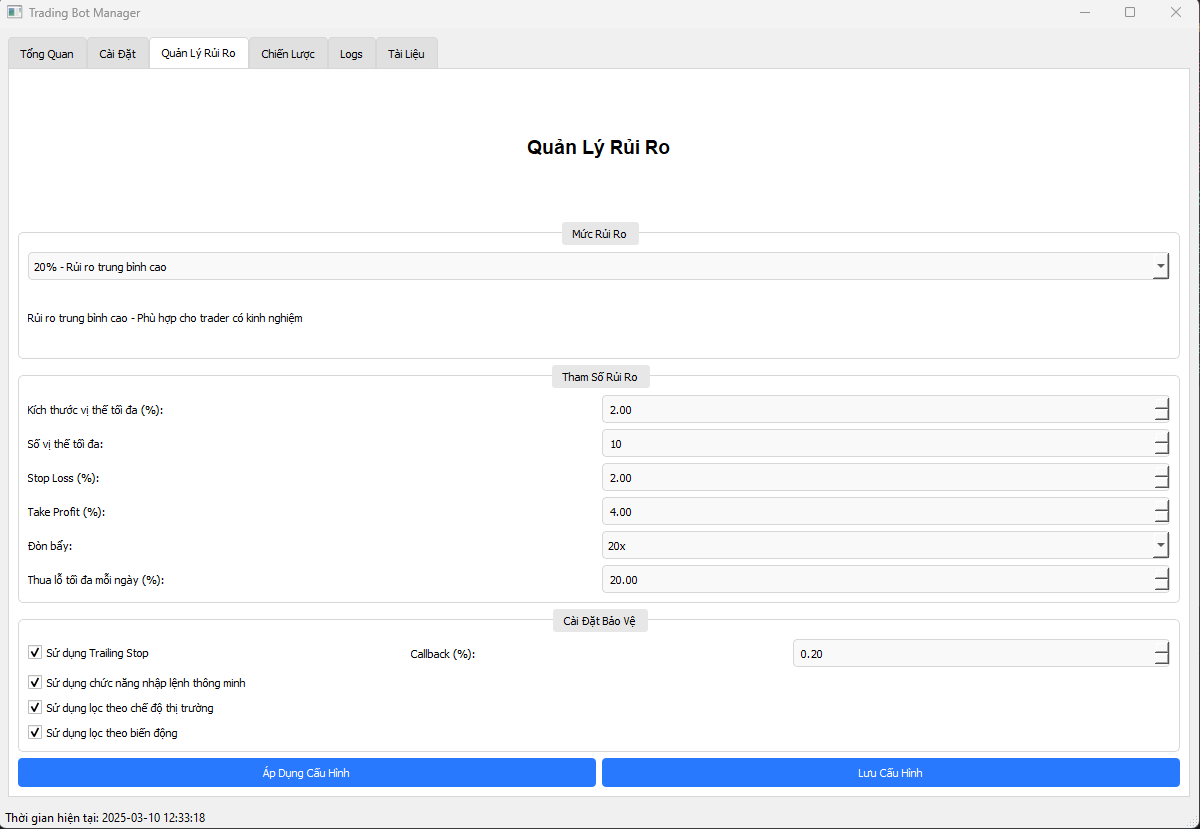 Trading Bot Manager
Tổng Quan Cài Đặt Quản Lý Rủi Ro Chiến Lược Logs Tài Liệu
Quản Lý Rủi Ro
Mức Rủi Ro
20% - Rủi ro trung bình cao
Rủi ro trung bình cao - Phù hợp cho trader có kinh nghiệm
Tham Số Rủi Ro
Kích thước vị thế tối đa (%): 2.00
Số vị thế tối đa: 10
Stop Loss (%): 2.00
Take Profit (%): 4.00
Đòn bẩy: 20x
Thua lỗ tối đa mỗi ngày (%): 20.00
Cài Đặt Bảo Vệ
Sử dụng Trailing Stop Callback (%): 0.20
Sử dụng chức năng nhập lệnh thông minh
Sử dụng lọc theo chế độ thị trường
Sử dụng lọc theo biến động
Áp Dụng Cấu Hình Lưu Cấu Hình
Thời gian hiện tại: 2025-03-10 12:33:18